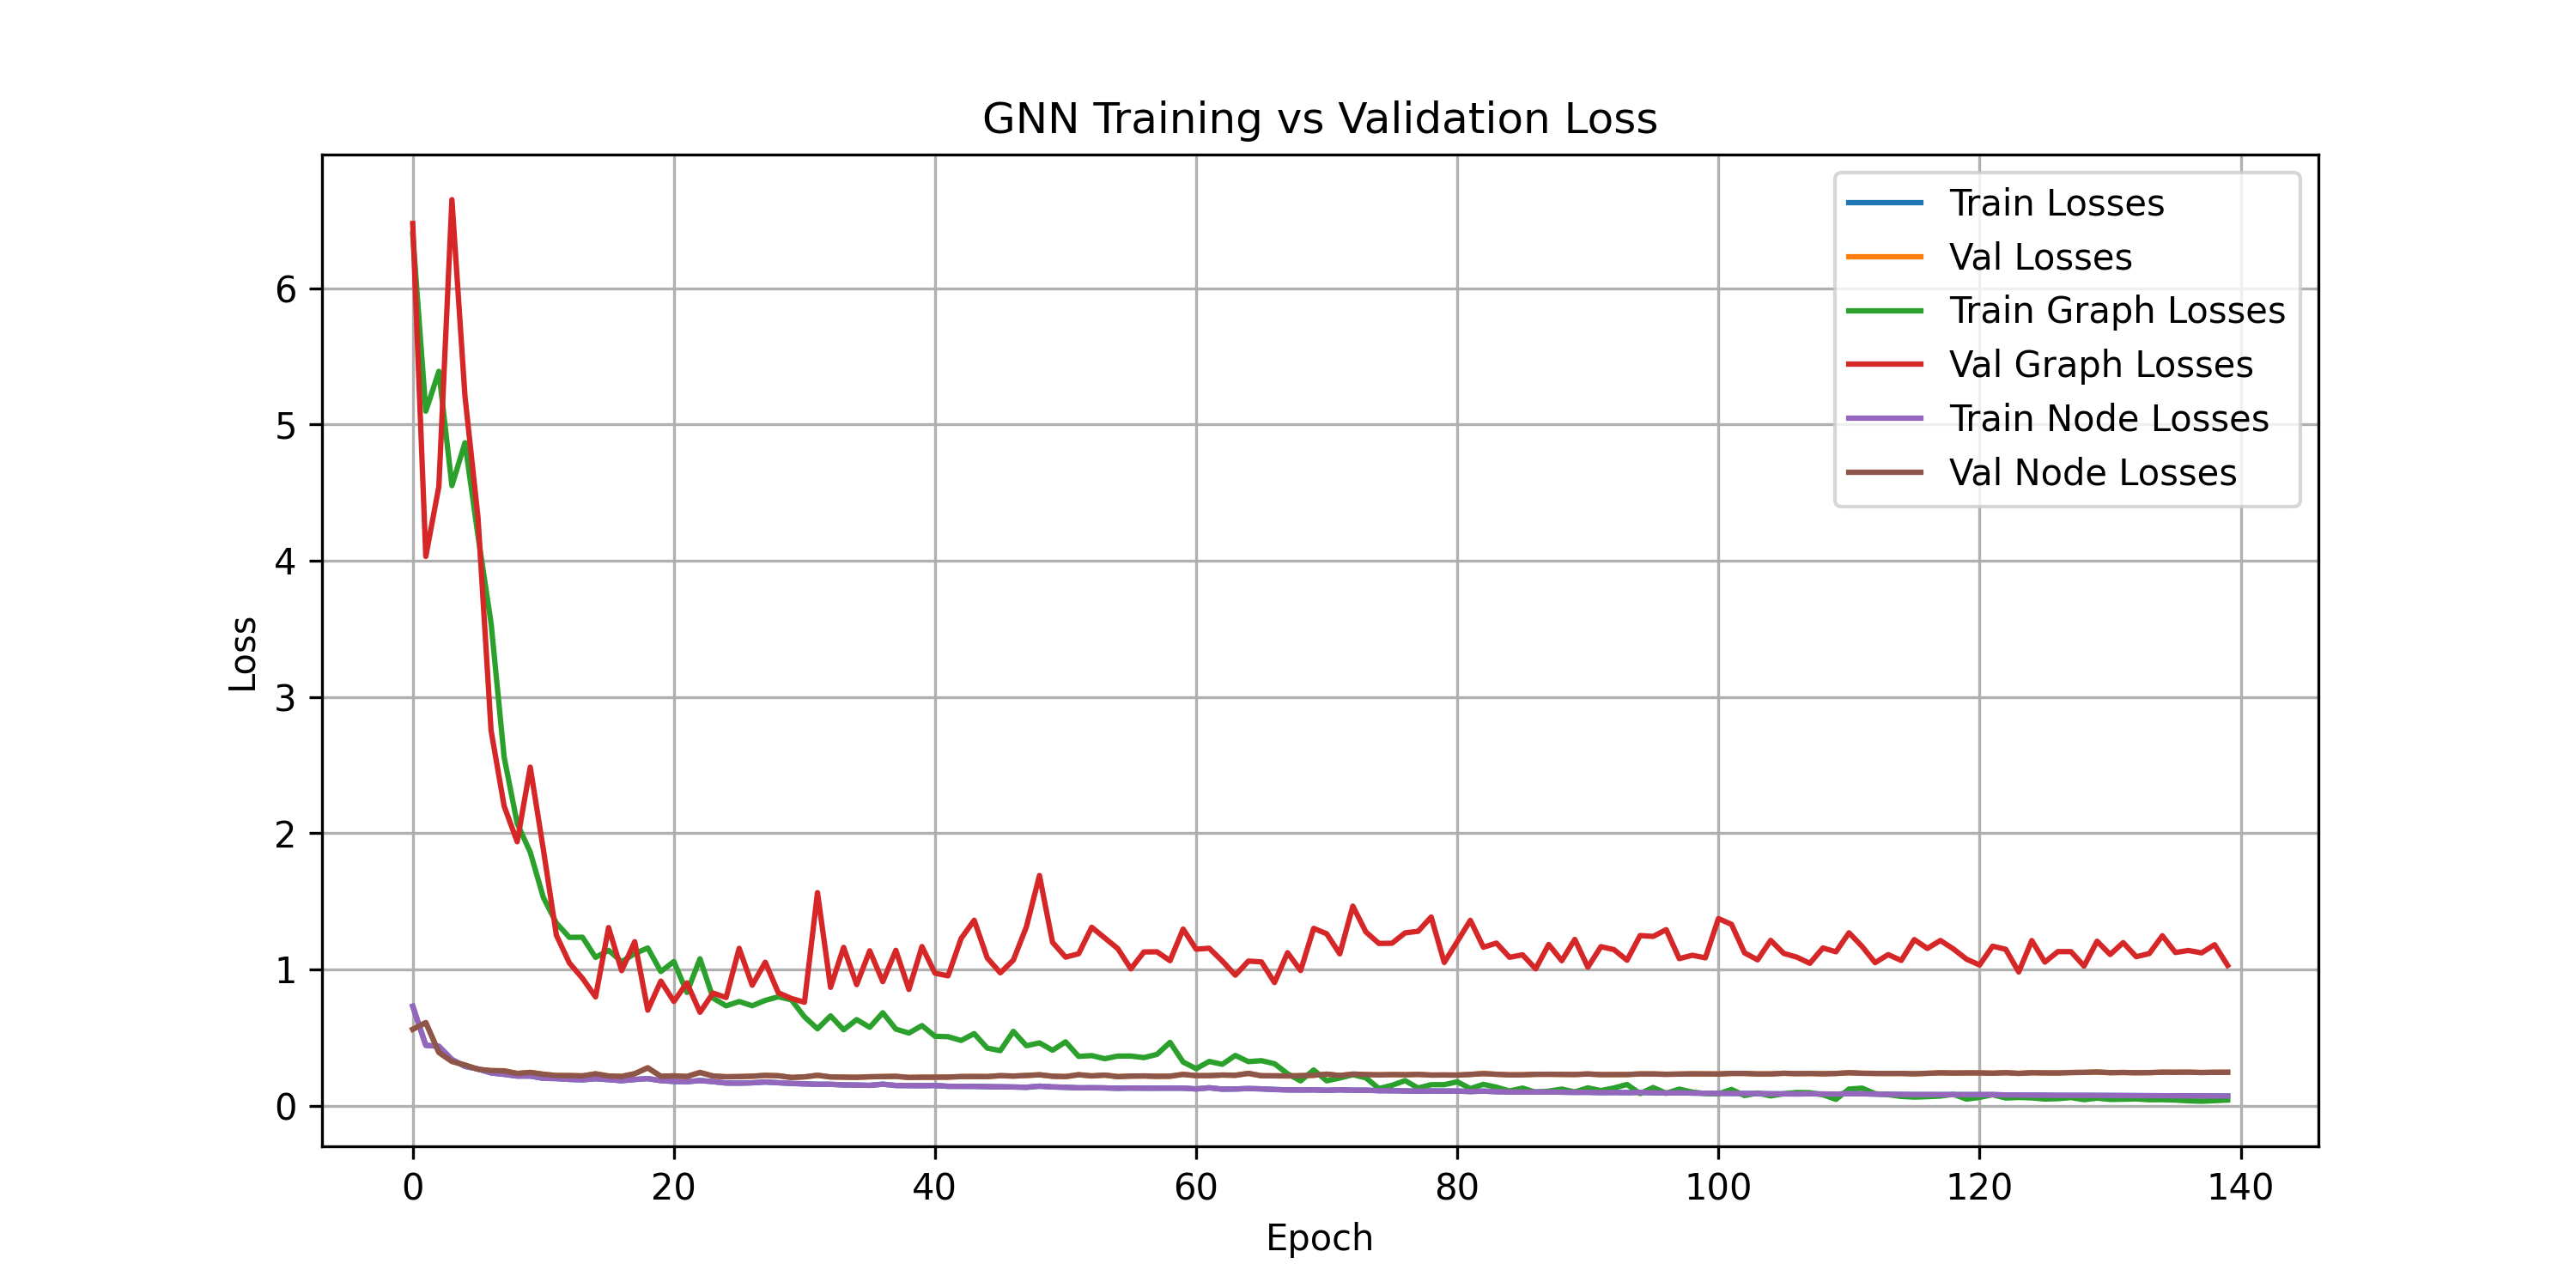 GNN Training vs Validation Loss
Train Losses
Val Losses
Train Graph Losses
Val Graph Losses
Train Node Losses
Val Node Losses
Loss
6
5
4
3
2
1
0
0 20 40 60 80 100 120 140
Epoch